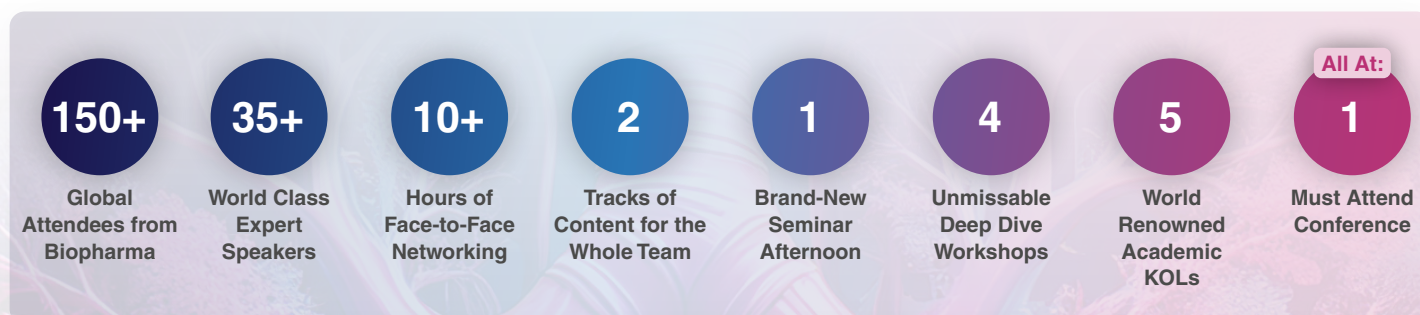 150+
Global
Attendees from
Biopharma
35+
World Class
Expert
Speakers
10+
Hours of
Face-to-Face
Networking
2
Tracks of
Content for the
Whole Team
1
Brand-New
Seminar
Afternoon
4
Unmissable
Deep Dive
Workshops
5
World
Renowned
Academic
KOLs
All At:
1
Must Attend
Conference